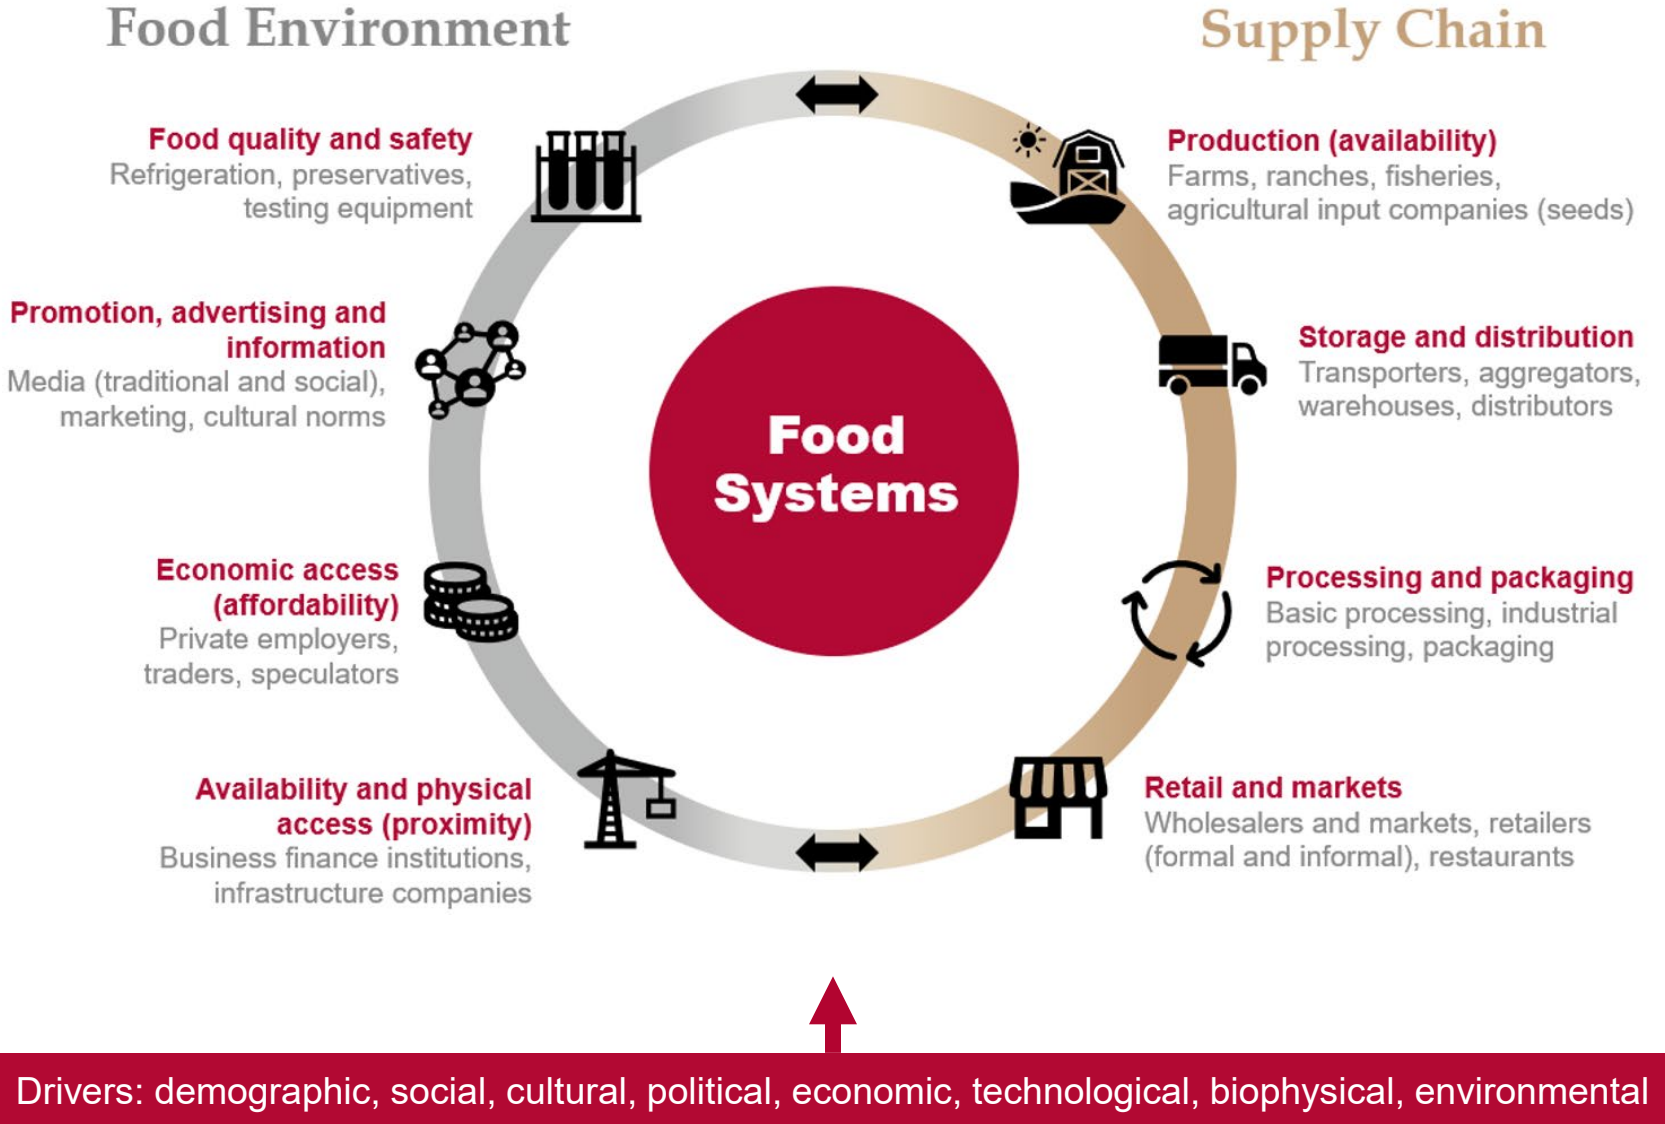 Food Environment
Supply Chain
Food quality and safety
Refrigeration, preservatives,
testing equipment
Promotion, advertising and
information
Media (traditional and social),
marketing, cultural norms
Economic access
(affordability)
Private employers,
traders, speculators
Availability and physical
access (proximity)
Business finance institutions,
infrastructure companies
Food
Systems
Production (availability)
Farms, ranches, fisheries,
agricultural input companies (seeds)
Storage and distribution
Transporters, aggregators,
warehouses, distributors
Processing and packaging
Basic processing, industrial
processing, packaging
Retail and markets
Wholesalers and markets, retailers
(formal and informal), restaurants
Drivers: demographic, social, cultural, political, economic, technological, biophysical, environmental